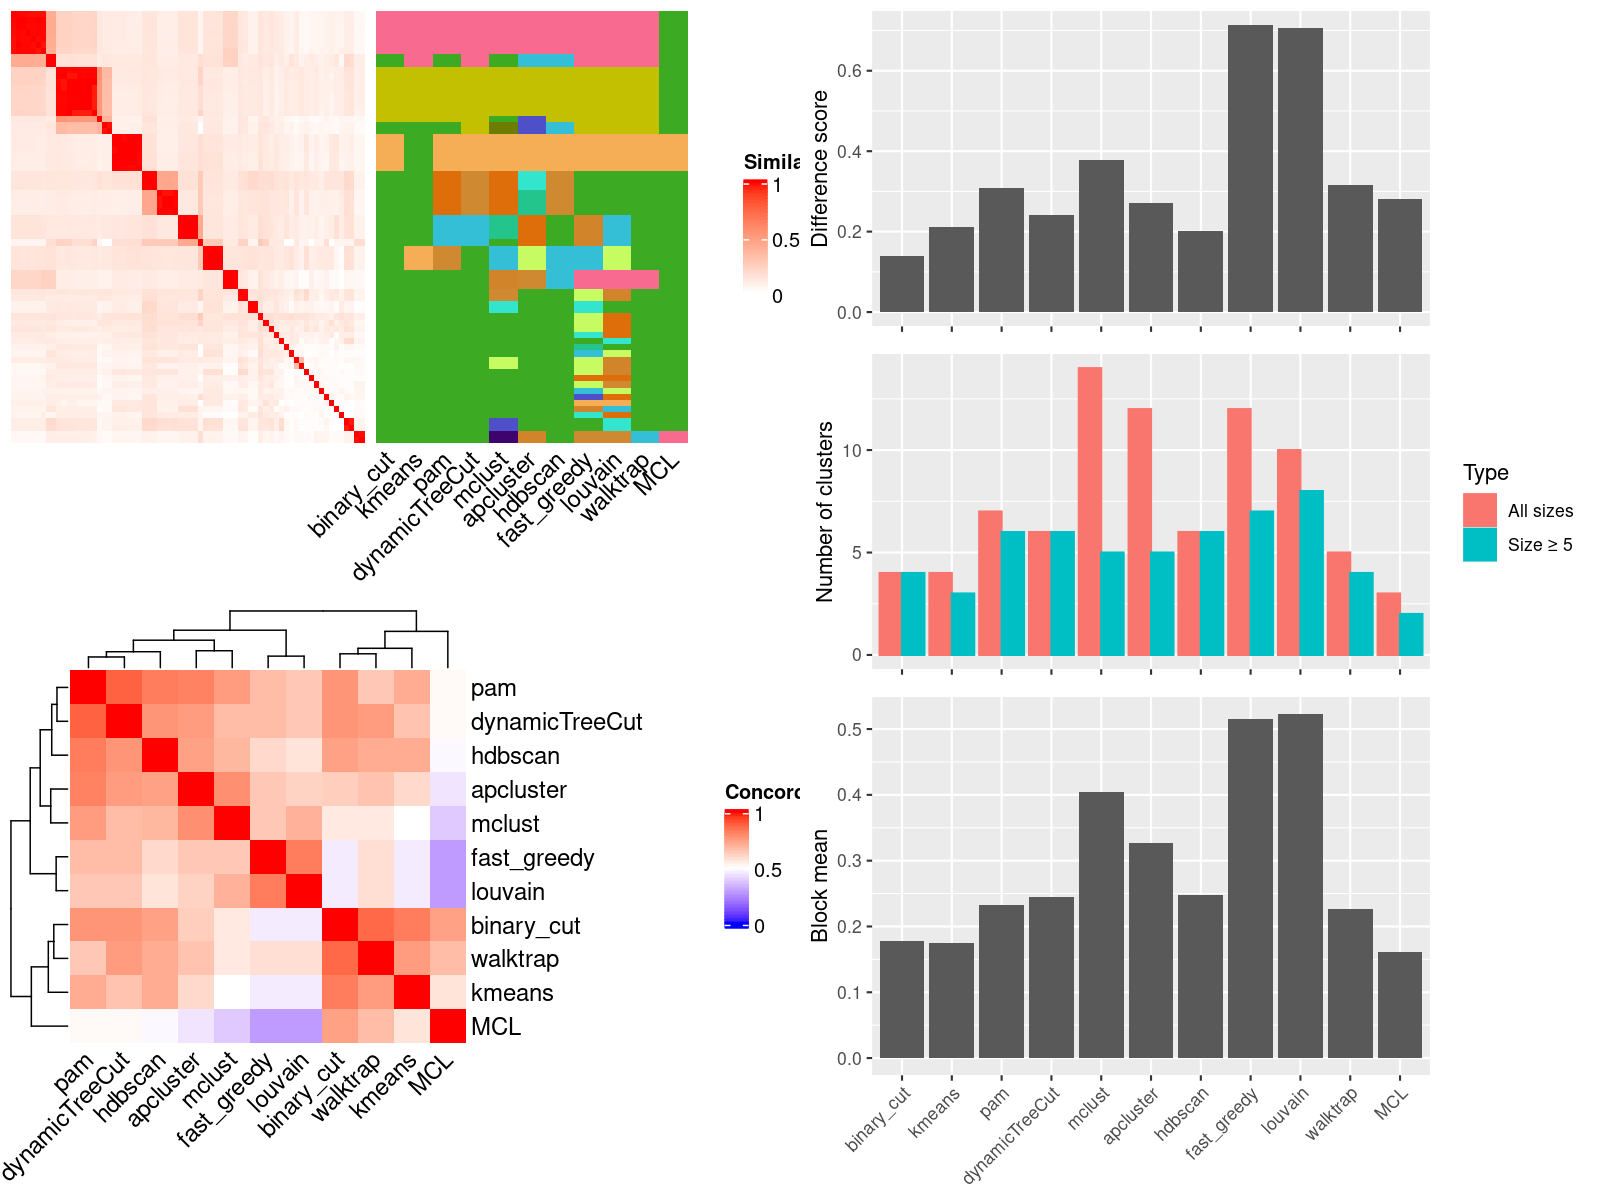 Simila
1
0.5
0
binary_cut
kmeans
pam
dynamicTreeCut
mclust
apcluster
hdbscan
fast_greedy
louvain
walktrap
MCL
pam
dynamicTreeCut
hdbscan
apcluster
mclust
fast_greedy
louvain
binary_cut
walktrap
kmeans
MCL
pam
dynamicTreeCut
hdbscan
apcluster
mclust
fast_greedy
louvain
binary_cut
walktrap
kmeans
MCL
Concord
1
0.5
0
Difference score
0.6
0.4
0.2
0.0
Number of clusters
10
5
0
Type
All sizes
Size ≥ 5
Block mean
0.5
0.4
0.3
0.2
0.1
0.0
binary_cut
kmeans
pam
dynamicTreeCut
mclust
apcluster
hdbscan
fast_greedy
louvain
walktrap
MCL